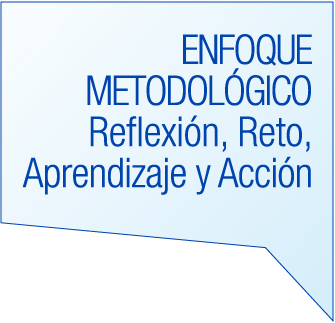 ENFOQUE
METODOLÓGICO
Reflexión, Reto,
Aprendizaje y Acción